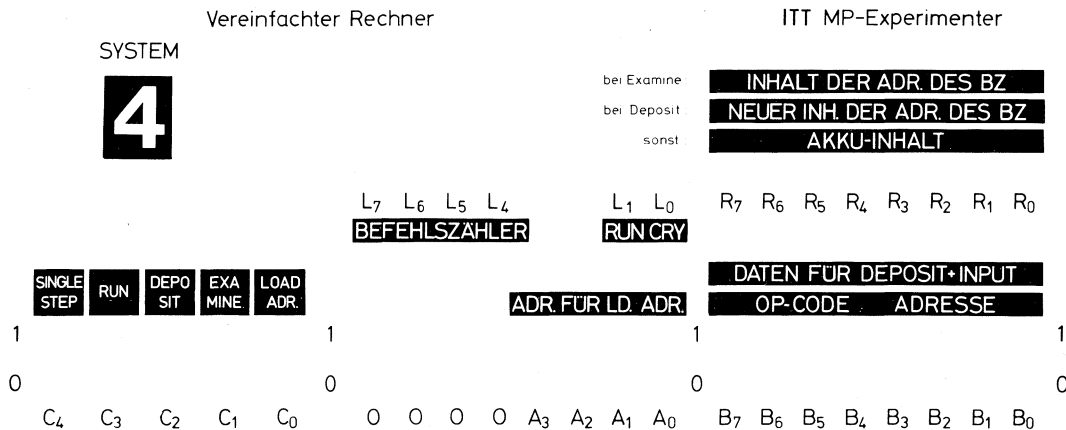 Vereinfachter Rechner ITT MP-Experimenter
SYSTEM
4
bei Examine: INHALT DER ADR. DES BZ
bei Deposit: NEUER INH. DER ADR. DES BZ
sonst: AKKU-INHALT
L7 L6 L5 L4 L1 L0 R7 R6 R5 R4 R3 R2 R1 R0
BEFEHLSZÄHLER RUN CRY
SINGLE STEP RUN DEPO SIT EXA MINE. LOAD ADR. DATEN FÜR DEPOSIT+INPUT
ADR. FÜR LD. ADR. OP-CODE ADRESSE
1 1 1 1
0 0 0 0
C4 C3 C2 C1 C0 0 0 0 0 A3 A2 A1 A0 B7 B6 B5 B4 B3 B2 B1 B0